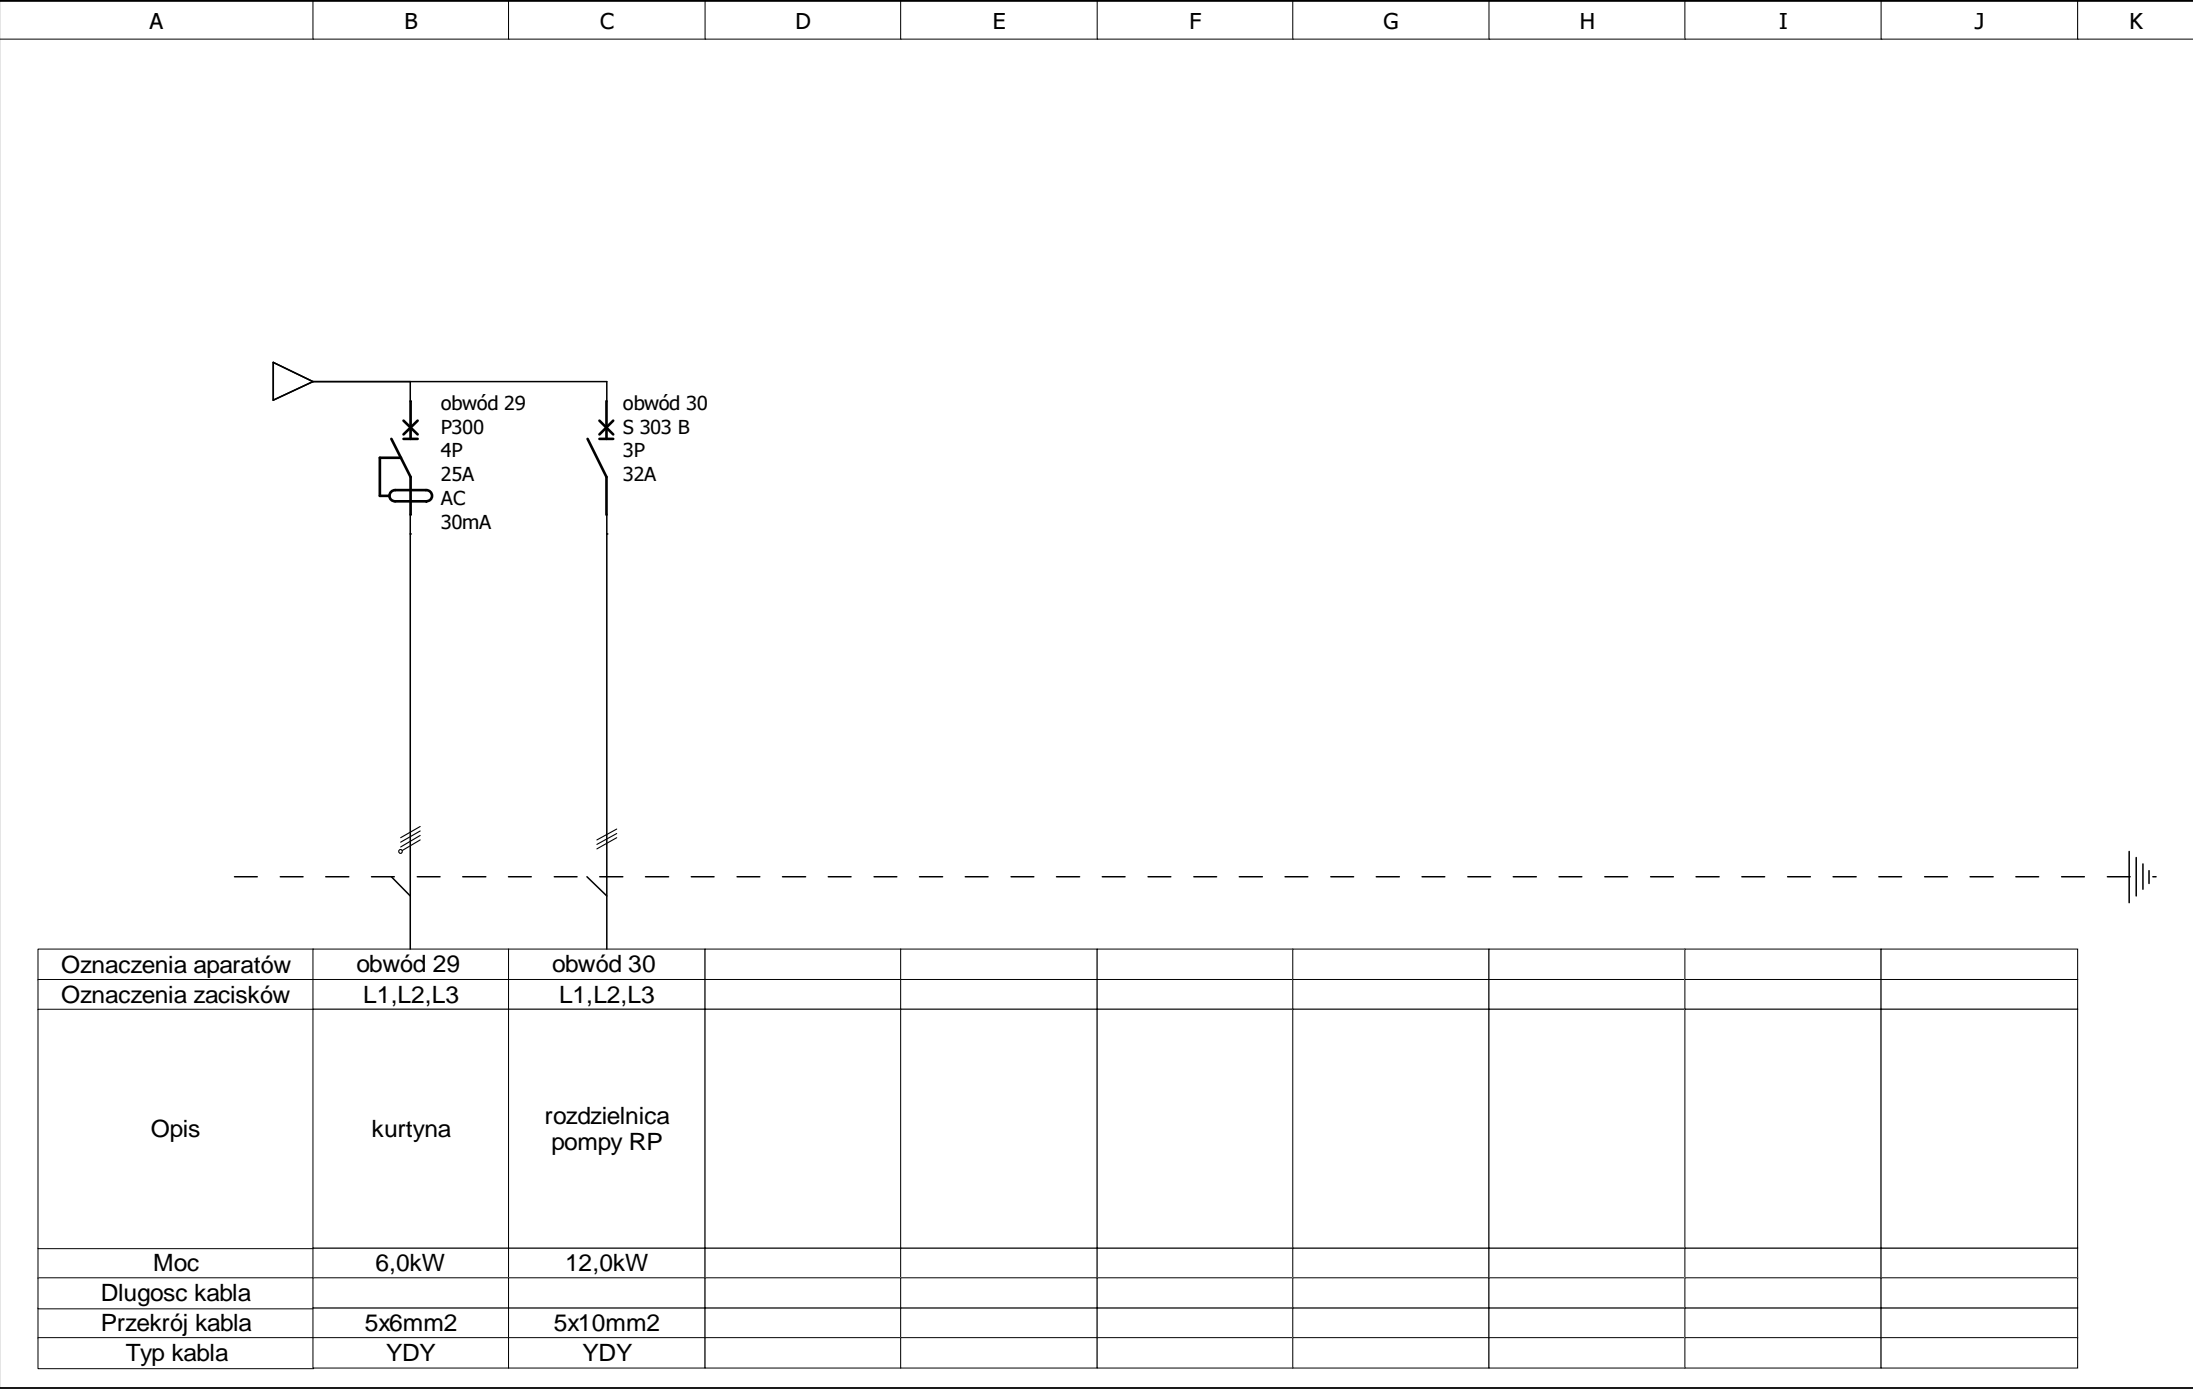 A B C D E F G H I J K
obwód 29
P300
4P
25A
AC
30mA
obwód 30
S 303 B
3P
32A
Oznaczenia aparatów obwód 29 obwód 30
Oznaczenia zacisków L1,L2,L3 L1,L2,L3
Opis kurtyna rozdzielnica
pompy RP
Moc 6,0kW 12,0kW
Dlugosc kabla
Przekrój kabla 5x6mm2 5x10mm2
Typ kabla YDY YDY